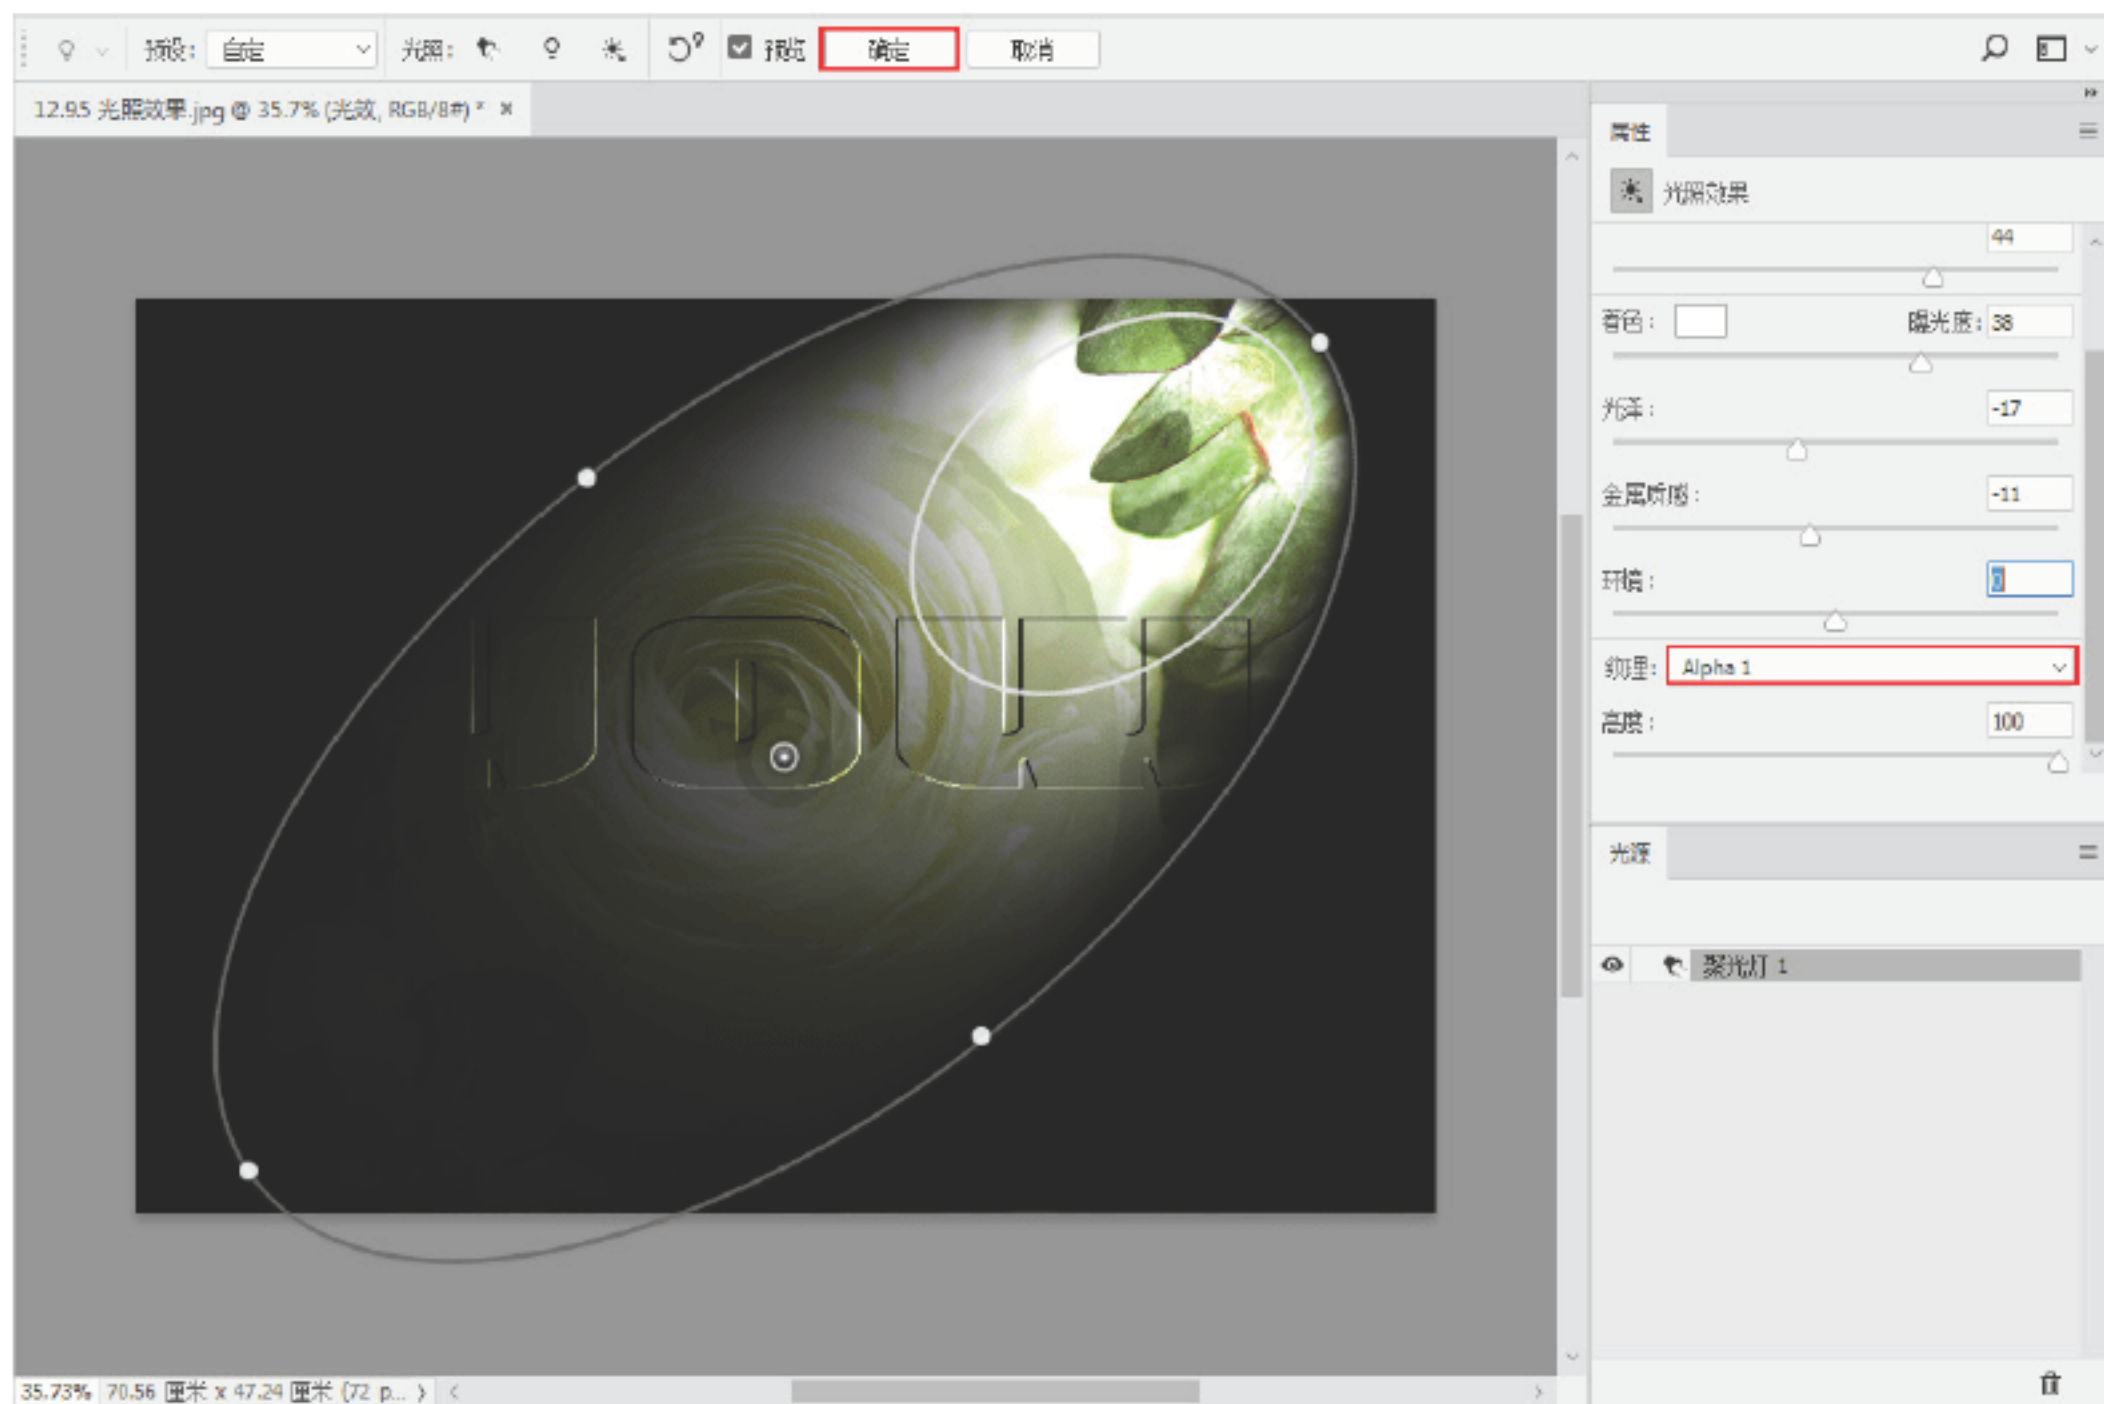 预设: 自定 光照: 预览 确定 取消
12.9.5 光照效果.jpg @ 35.7% (光效, RGB/8#) *
属性
光照效果
44
着色: 曝光度: 38
光泽: -17
金属质感: -11
环境: 0
纹理: Alpha 1
高度: 100
光源
聚光灯 1
35.73% 70.56 厘米 x 47.24 厘米 (72 p...